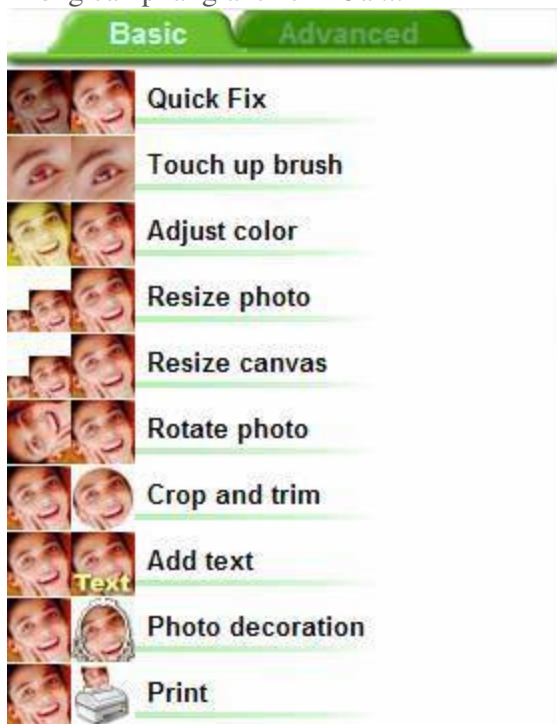 Basic Advanced
Quick Fix
Touch up brush
Adjust color
Resize photo
Resize canvas
Rotate photo
Crop and trim
Add text
Text
Photo decoration
Print